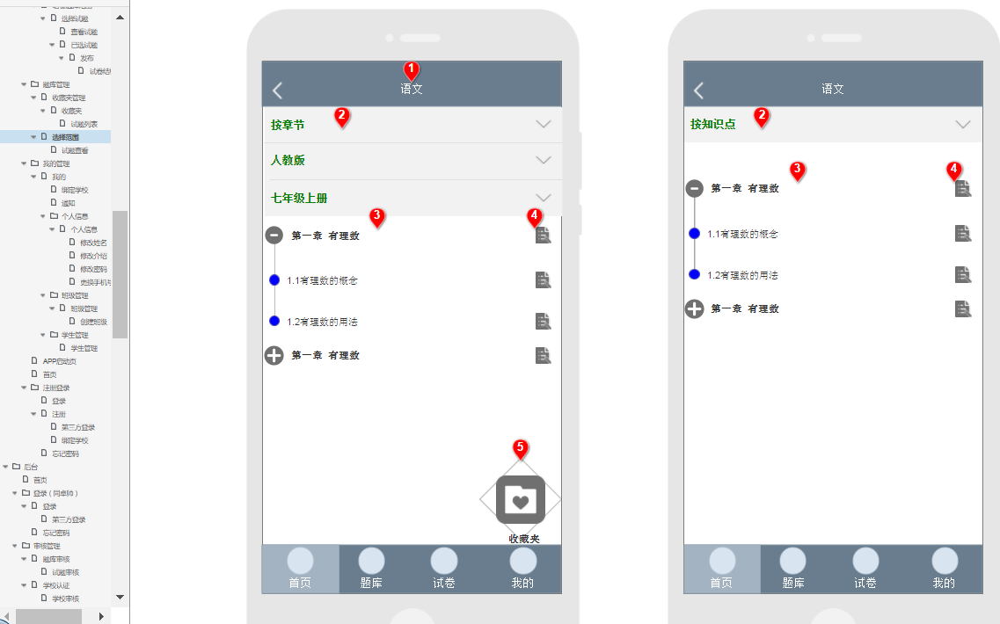 选择试题
查看试题
已选试题
发布
试卷结
题库管理
收藏夹管理
收藏夹
试题列表
选择范围
试题查看
我的管理
我的
绑定学校
通知
个人信息
个人信息
修改姓名
修改介绍
修改密码
更换手机号
班级管理
班级管理
创建班级
学生管理
学生管理
APP启动页
首页
注册登录
登录
注册
第三方登录
绑定学校
忘记密码
后台
首页
登录（同卓帅）
登录
第三方登录
忘记密码
审核管理
题库审核
试题审核
学校认证
学校审核
1
语文
2
按章节
人教版
七年级上册
3
4
第一章 有理数
1.1有理数的概念
1.2有理数的用法
第一章 有理数
5
收藏夹
首页 题库 试卷 我的
语文
2
按知识点
3
4
第一章 有理数
1.1有理数的概念
1.2有理数的用法
第一章 有理数
首页 题库 试卷 我的